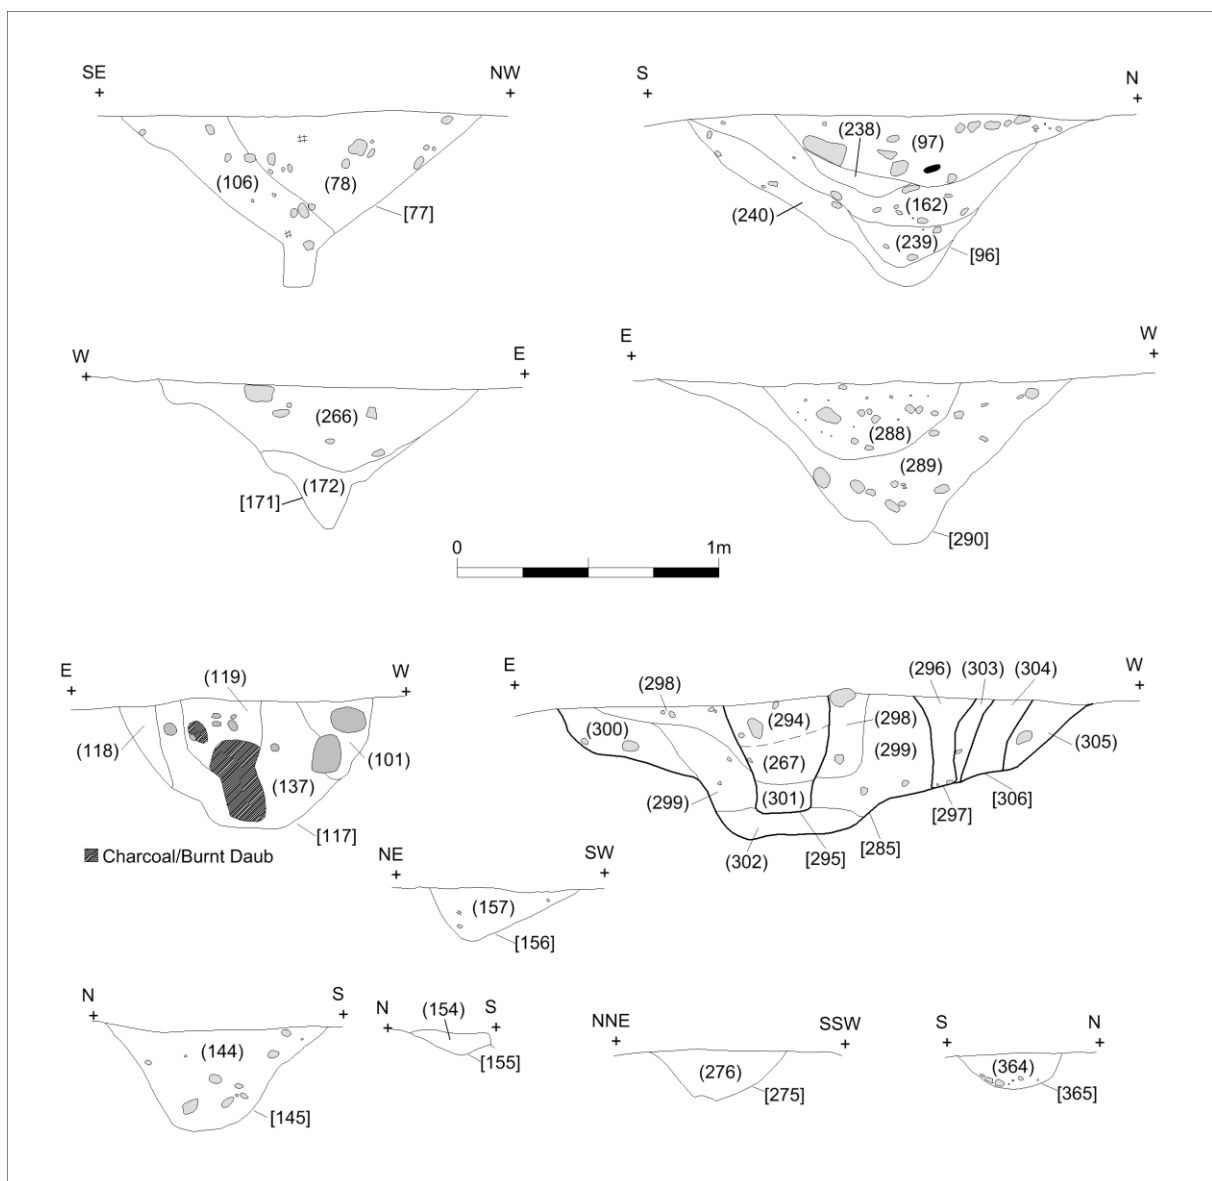 SE NW
(106) (78)
[77]
S N
(238) (97)
(162)
(240)
(239)
[96]
W E
(266)
(172)
[171]
E W
(288)
(289)
[290]
0 1m
E W
(119)
(118)
(101)
(137)
[117]
Charcoal/Burnt Daub
E W
(298) (296) (303) (304)
(300) (294) (298)
(299) (305)
(267)
(299) (301)
[306]
[297]
(302) [295] [285]
NE SW
(157)
[156]
N S
(144)
[145]
N S
(154)
[155]
NNE SSW
(276)
[275]
S N
(364)
[365]